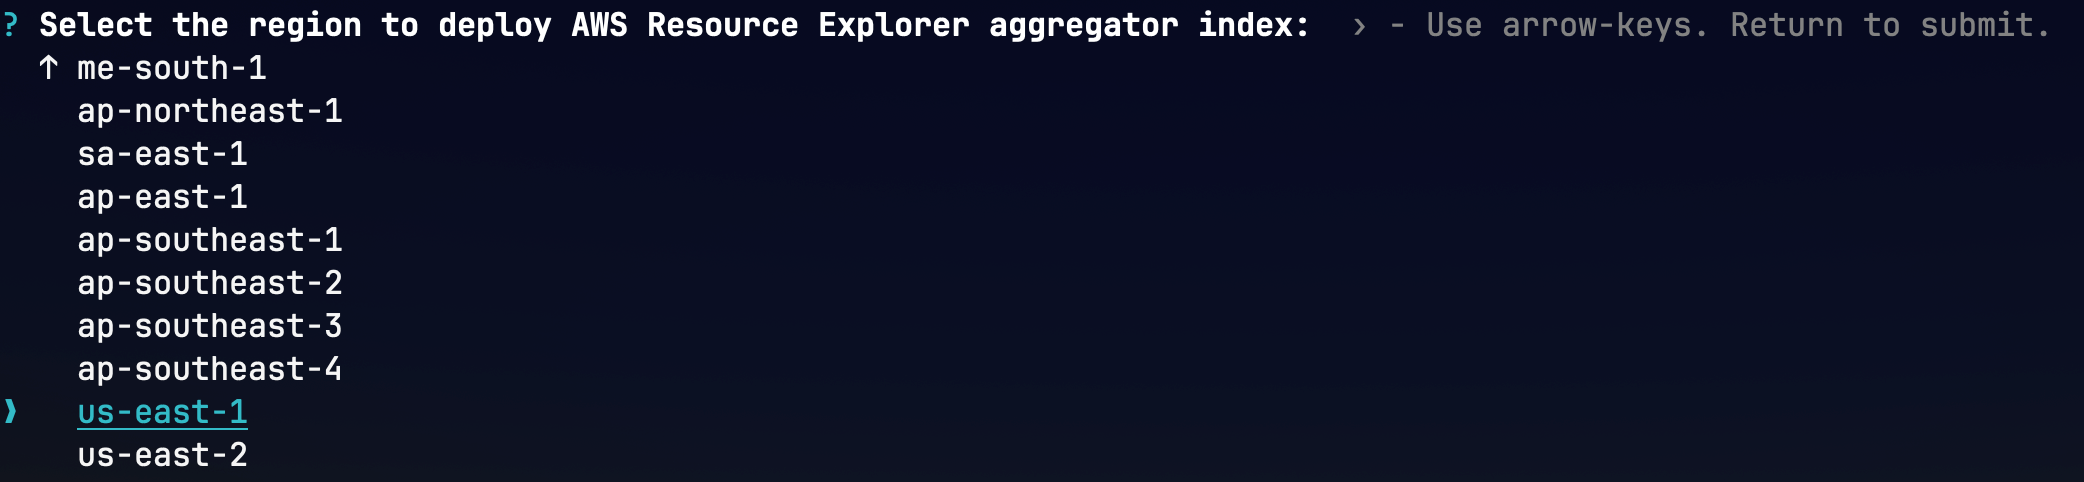 ? Select the region to deploy AWS Resource Explorer aggregator index: › - Use arrow-keys. Return to submit.
↑ me-south-1
ap-northeast-1
sa-east-1
ap-east-1
ap-southeast-1
ap-southeast-2
ap-southeast-3
ap-southeast-4
❯ us-east-1
us-east-2